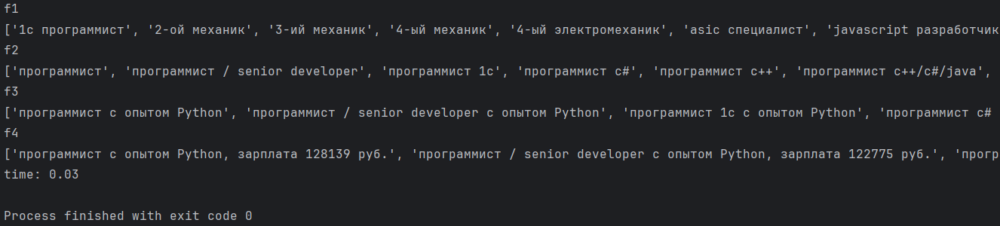 f1
['1c программист', '2-ой механик', '3-ий механик', '4-ый механик', '4-ый электромеханик', 'asic специалист', 'javascript разработчик
f2
['программист', 'программист / senior developer', 'программист 1c', 'программист c#', 'программист c++', 'программист c++/c#/java',
f3
['программист с опытом Python', 'программист / senior developer с опытом Python', 'программист 1c с опытом Python', 'программист c#
f4
['программист с опытом Python, зарплата 128139 руб.', 'программист / senior developer с опытом Python, зарплата 122775 руб.', 'прогр
time: 0.03
Process finished with exit code 0